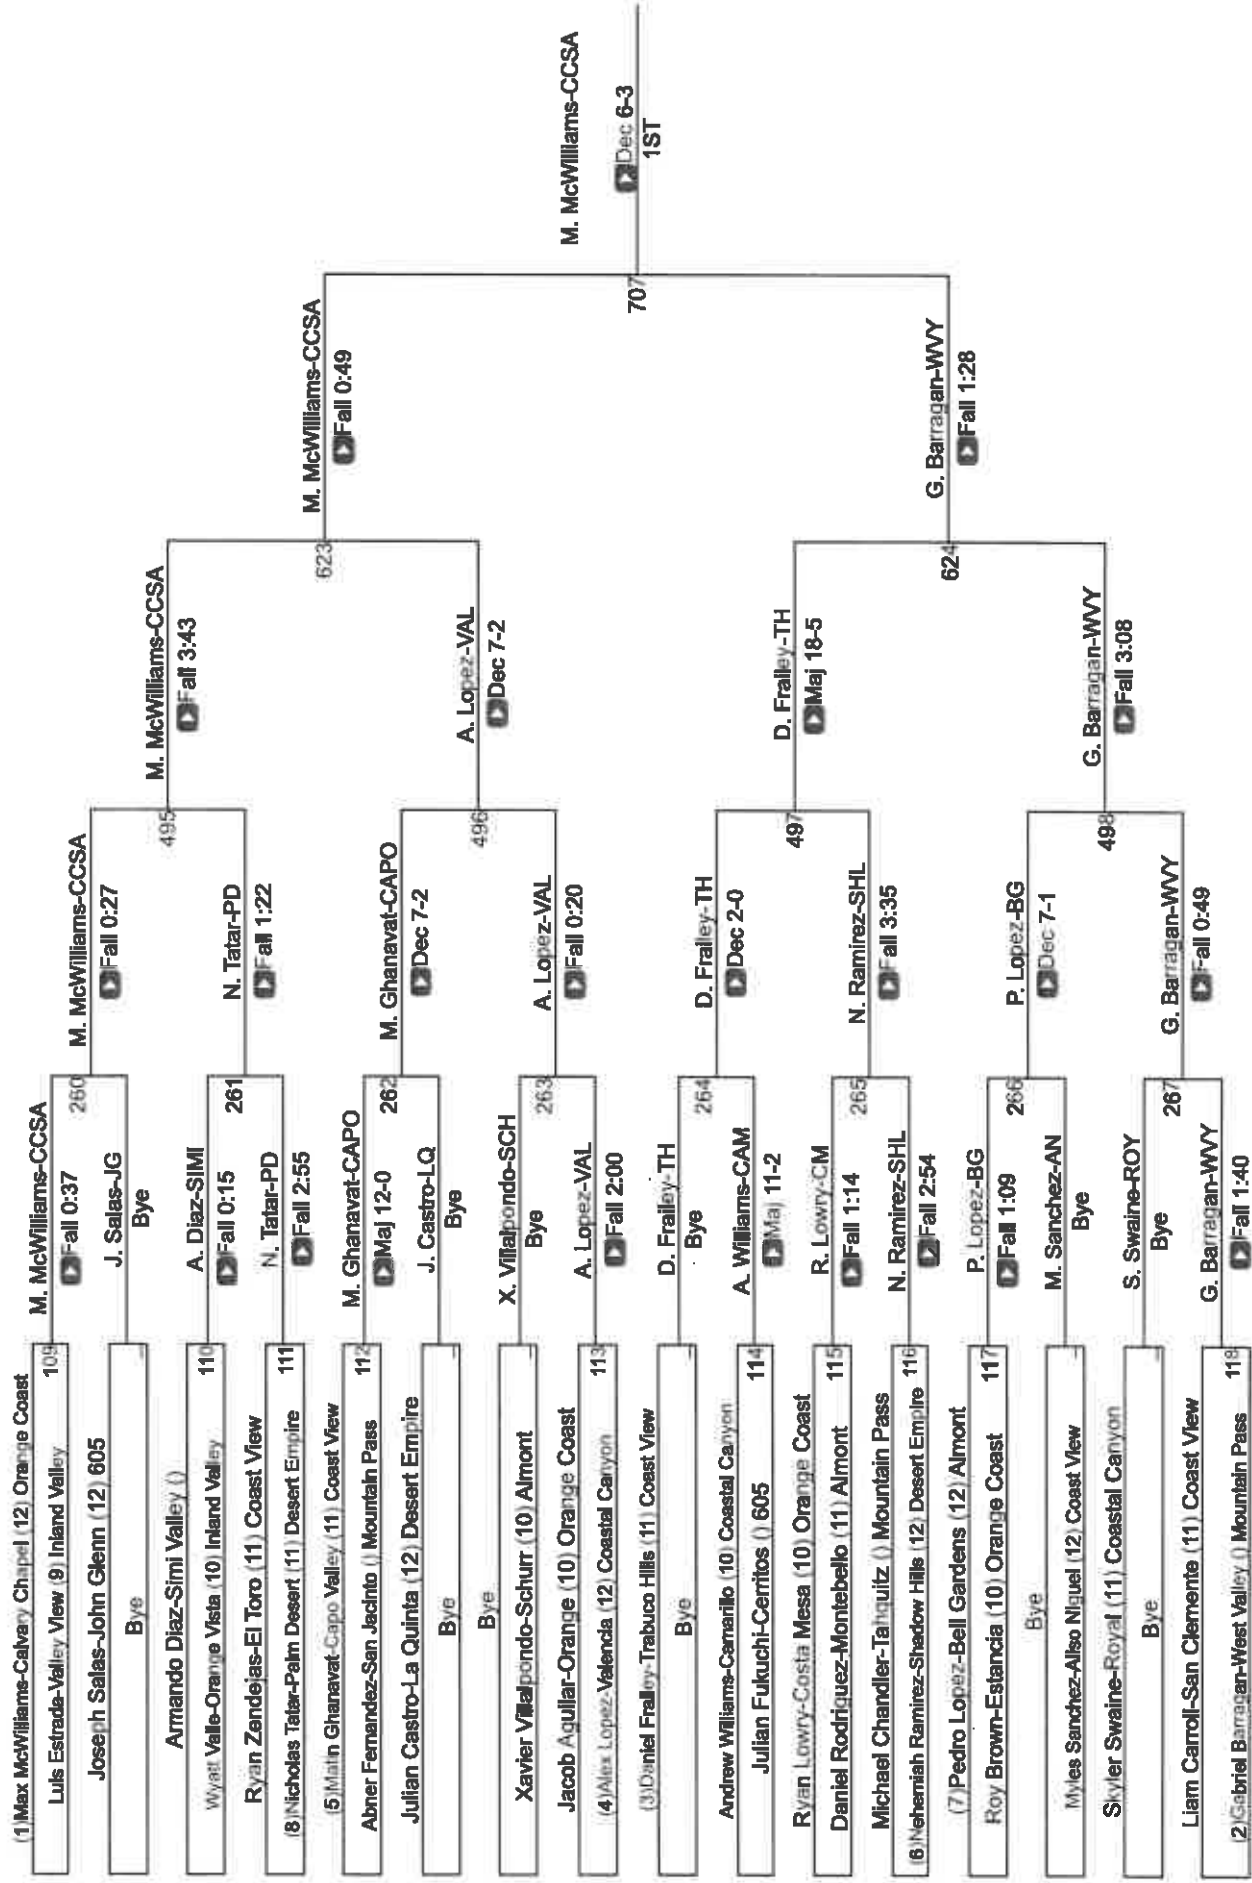 (1)Max McWilliams-Calvary Chapel (12) Orange Coast
109
Luis Estrada-Valley View (9) Inland Valley
Joseph Salas-John Glenn (12) 605
Bye
Armando Diaz-Simi Valley ()
110
Wyatt Valle-Orange Vista (10) Inland Valley
Ryan Zendejas-El Toro (11) Coast View
111
(8)Nicholas Tatar-Palm Desert (11) Desert Empire
(5)Matin Ghanavat-Capo Valley (11) Coast View
112
Abner Fernandez-San Jacinto () Mountain Pass
Julian Castro-La Quinta (12) Desert Empire
Bye
Bye
Xavier Villalpondo-Schurr (10) Almont
Jacob Aguilar-Orange (10) Orange Coast
113
(4)Alex Lopez-Valencia (12) Coastal Canyon
(3)Daniel Frailey-Trabuco Hills (11) Coast View
Bye
Andrew Williams-Camarillo (10) Coastal Canyon
114
Julian Fukuchi-Cerritos () 605
Ryan Lowry-Costa Mesa (10) Orange Coast
115
Daniel Rodriguez-Montebello (11) Almont
Michael Chandler-Tahquitz () Mountain Pass
116
(6)Nehemiah Ramirez-Shadow Hills (12) Desert Empire
(7)Pedro Lopez-Bell Gardens (12) Almont
117
Roy Brown-Estancia (10) Orange Coast
Bye
Myles Sanchez-Aliso Niguel (12) Coast View
Skyler Swaine-Royal (11) Coastal Canyon
Bye
Liam Carroll-San Clemente (11) Coast View
118
(2)Gabriel Barragan-West Valley () Mountain Pass
M. McWilliams-CCSA
Fall 0:37
260
J. Salas-JG
Bye
A. Diaz-SIMI
Fall 0:15
261
N. Tatar-PD
Fall 2:55
M. Ghanavat-CAPO
Maj 12-0
262
J. Castro-LQ
Bye
X. Villalpondo-SCH
Bye
263
A. Lopez-VAL
Fall 2:00
D. Frailey-TH
Bye
264
A. Williams-CAM
Maj 11-2
R. Lowry-CM
Fall 1:14
265
N. Ramirez-SHL
Fall 2:54
P. Lopez-BG
Fall 1:09
266
M. Sanchez-AN
Bye
S. Swaine-ROY
Bye
267
G. Barragan-WVY
Fall 1:40
M. McWilliams-CCSA
Fall 0:27
495
N. Tatar-PD
Fall 1:22
M. Ghanavat-CAPO
Dec 7-2
496
A. Lopez-VAL
Fall 0:20
D. Frailey-TH
Dec 2-0
497
N. Ramirez-SHL
Fall 3:35
P. Lopez-BG
Dec 7-1
498
G. Barragan-WVY
Fall 0:49
M. McWilliams-CCSA
Fall 3:43
623
A. Lopez-VAL
Dec 7-2
D. Frailey-TH
Maj 18-5
624
G. Barragan-WVY
Fall 3:08
M. McWilliams-CCSA
Fall 0:49
707
G. Barragan-WVY
Fall 1:28
M. McWilliams-CCSA
Dec 6-3
1ST